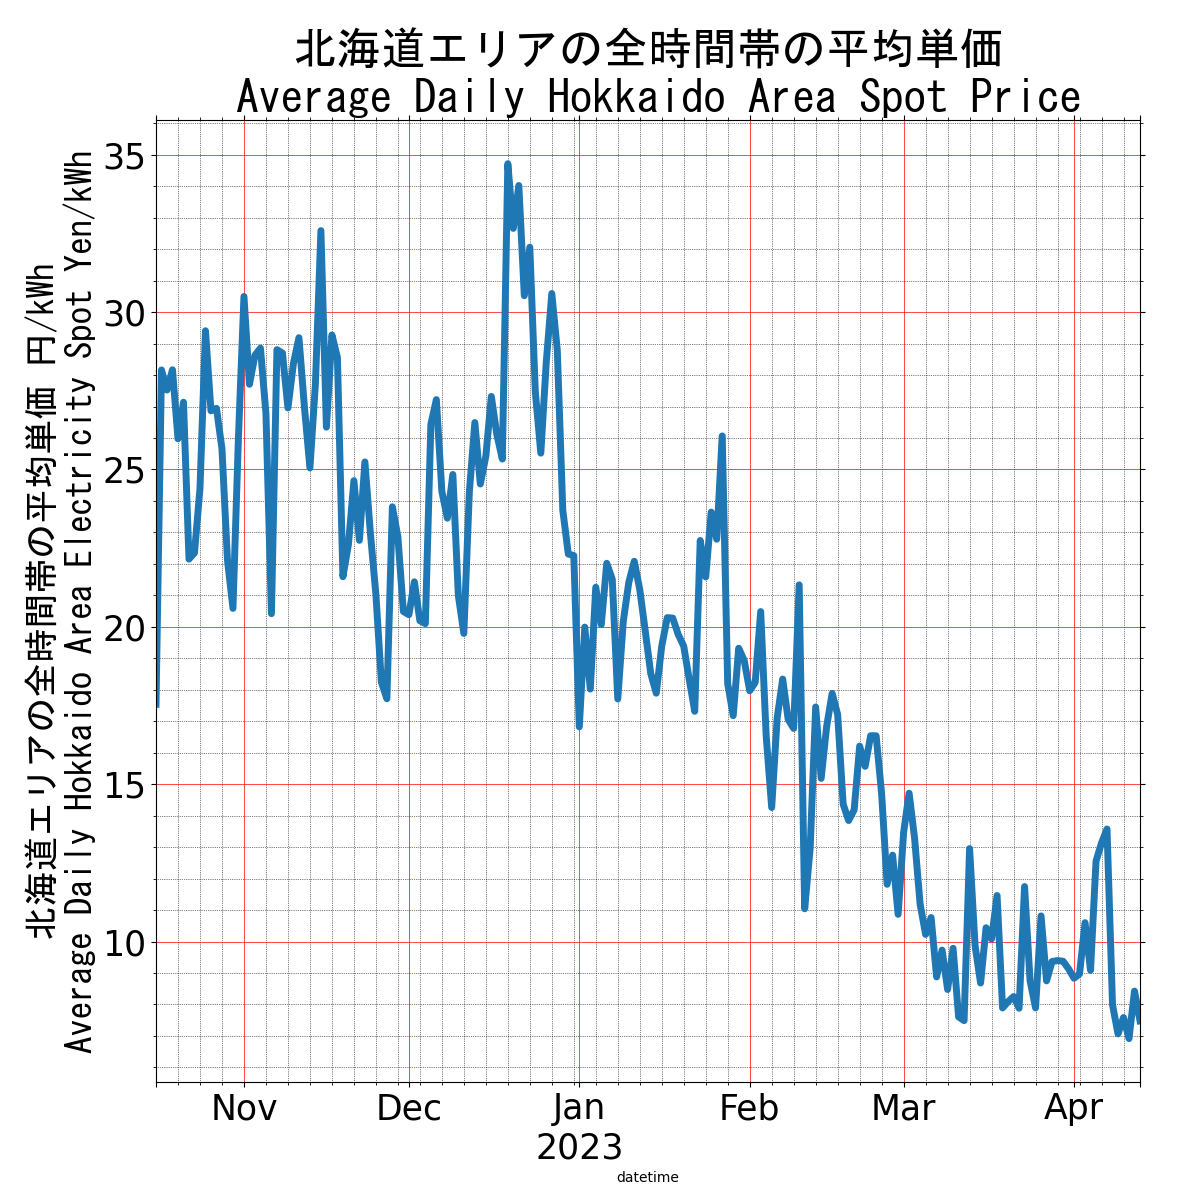 北海道エリアの全時間帯の平均単価
Average Daily Hokkaido Area Spot Price
北海道エリアの全時間帯の平均単価 円/kWh
Average Daily Hokkaido Area Electricity Spot Yen/kWh
35
30
25
20
15
10
Nov Dec Jan Feb Mar Apr
2023
datetime